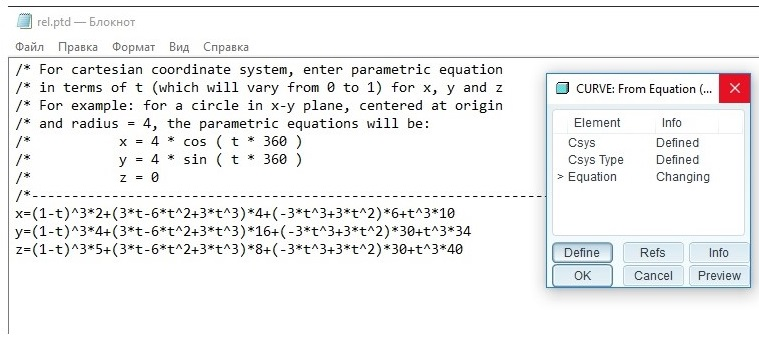 rel.ptd — Блокнот
Файл Правка Формат Вид Справка
/* For cartesian coordinate system, enter parametric equation
/* in terms of t (which will vary from 0 to 1) for x, y and z
/* For example: for a circle in x-y plane, centered at origin
/* and radius = 4, the parametric equations will be:
/*            x = 4 * cos ( t * 360 )
/*            y = 4 * sin ( t * 360 )
/*            z = 0
/*-------------------------------------------------------------------
x=(1-t)^3*2+(3*t-6*t^2+3*t^3)*4+(-3*t^3+3*t^2)*6+t^3*10
y=(1-t)^3*4+(3*t-6*t^2+3*t^3)*16+(-3*t^3+3*t^2)*30+t^3*34
z=(1-t)^3*5+(3*t-6*t^2+3*t^3)*8+(-3*t^3+3*t^2)*30+t^3*40
CURVE: From Equation (...
Element Info
Csys Defined
Csys Type Defined
> Equation Changing
Define Refs Info
OK Cancel Preview